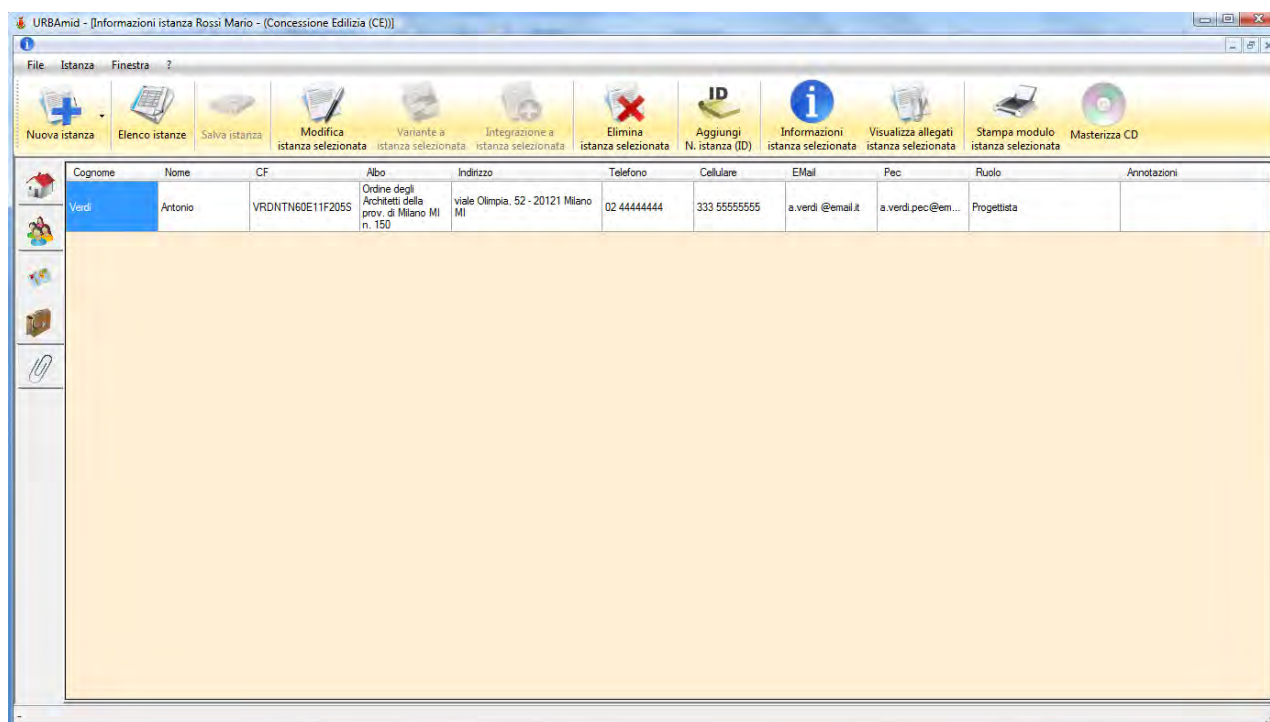 URBAmid - [Informazioni istanza Rossi Mario - (Concessione Edilizia (CE))]
File Istanza Finestra ?
Nuova istanza
Elenco istanze
Salva istanza
Modifica
istanza selezionata
Variante a
istanza selezionata
Integrazione a
istanza selezionata
Elimina
istanza selezionata
ID
Aggiungi
N. istanza (ID)
Informazioni
istanza selezionata
Visualizza allegati
istanza selezionata
Stampa modulo
istanza selezionata
Masterizza CD
Cognome Nome CF Albo Indirizzo Telefono Cellulare EMail Pec Ruolo Annotazioni
Verdi
Antonio
VRDNTN60E11F205S
Ordine degli
Architetti della
prov. di Milano MI
n. 150
viale Olimpia, 52 - 20121 Milano
MI
02 44444444
333 55555555
a.verdi @email.it
a.verdi.pec@em...
Progettista